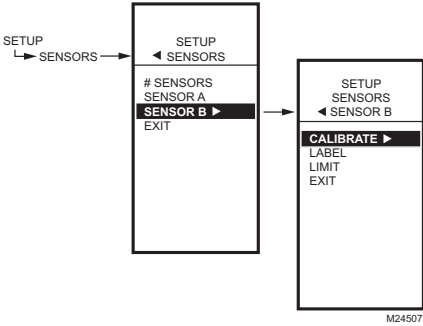 SETUP
SENSORS
SETUP
◄ SENSORS
# SENSORS
SENSOR A
SENSOR B ►
EXIT
SETUP
SENSORS
◄ SENSOR B
CALIBRATE ►
LABEL
LIMIT
EXIT
M24507